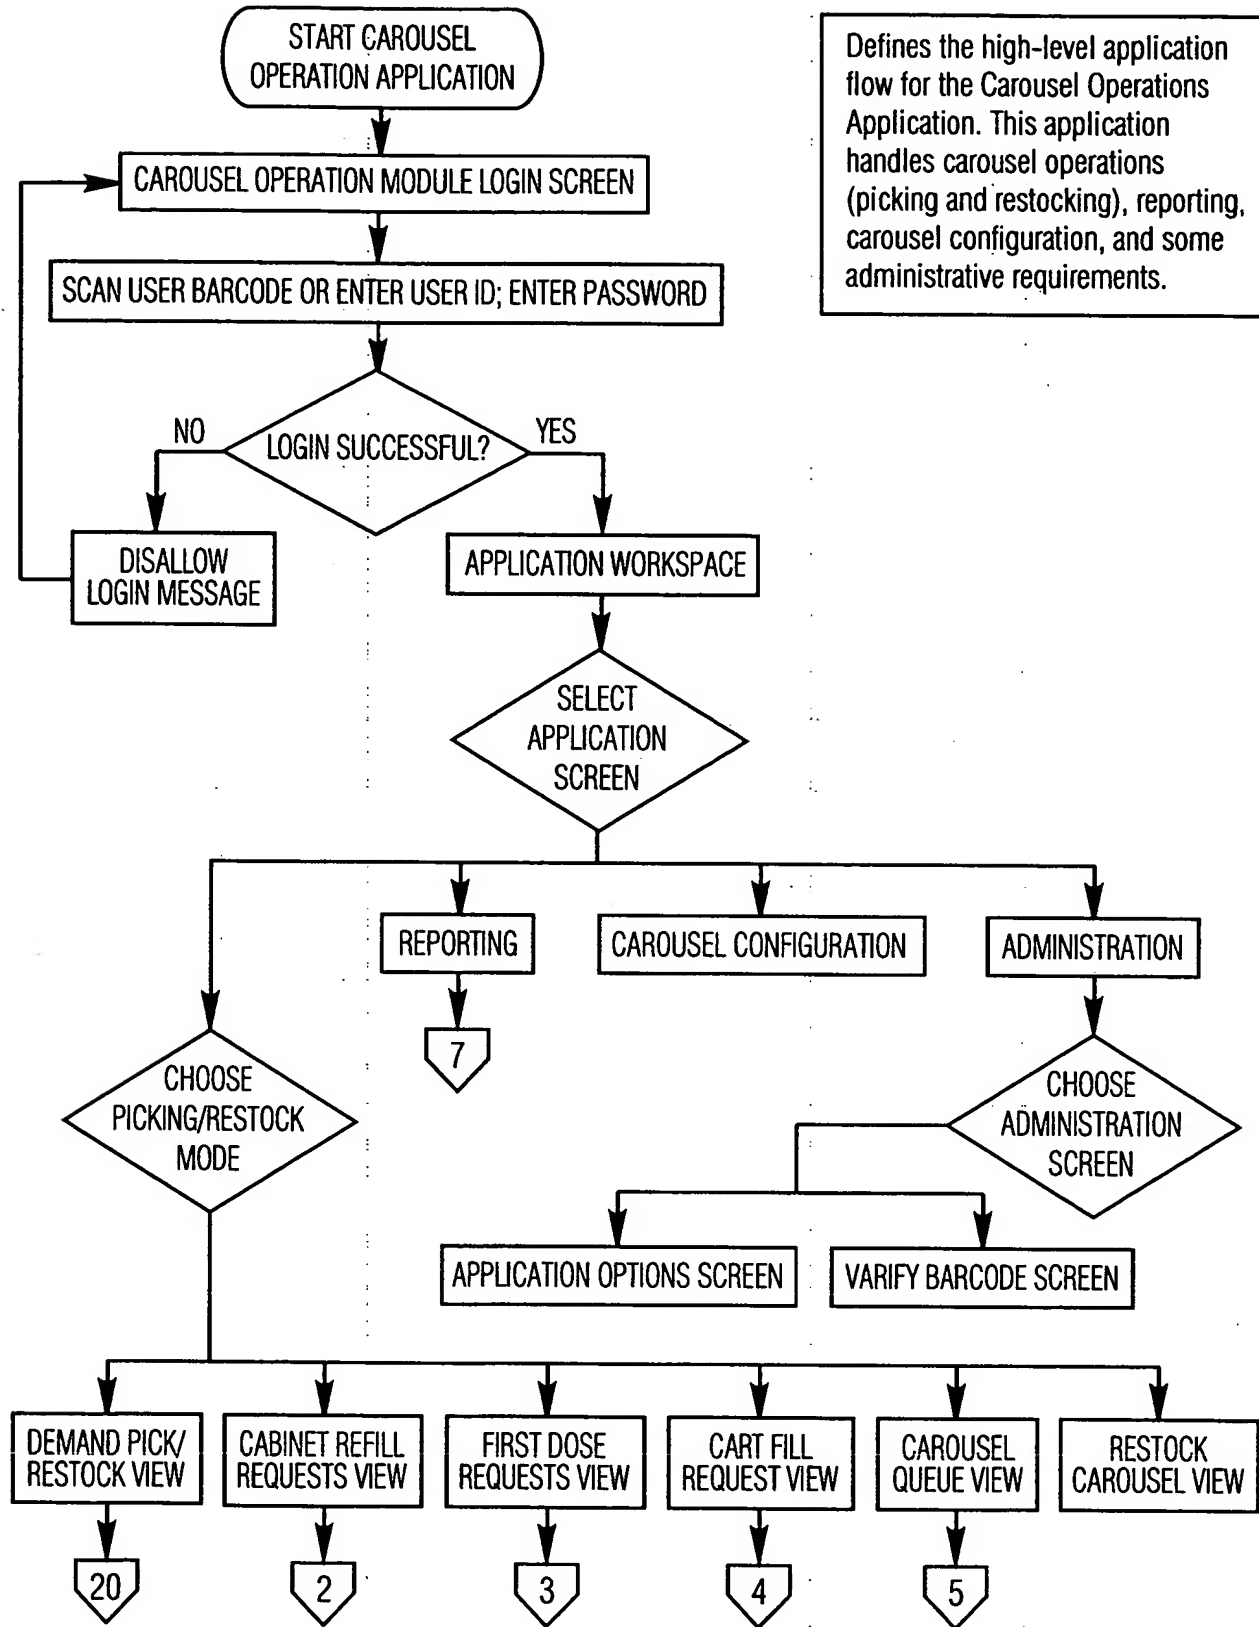 START CAROUSEL
OPERATION APPLICATION
Defines the high-level application
flow for the Carousel Operations
Application. This application
handles carousel operations
(picking and restocking), reporting,
carousel configuration, and some
administrative requirements.
CAROUSEL OPERATION MODULE LOGIN SCREEN
SCAN USER BARCODE OR ENTER USER ID; ENTER PASSWORD
NO
LOGIN SUCCESSFUL?
YES
DISALLOW
LOGIN MESSAGE
APPLICATION WORKSPACE
SELECT
APPLICATION
SCREEN
REPORTING
CAROUSEL CONFIGURATION
ADMINISTRATION
7
CHOOSE
PICKING/RESTOCK
MODE
CHOOSE
ADMINISTRATION
SCREEN
APPLICATION OPTIONS SCREEN
VARIFY BARCODE SCREEN
DEMAND PICK/
RESTOCK VIEW
CABINET REFILL
REQUESTS VIEW
FIRST DOSE
REQUESTS VIEW
CART FILL
REQUEST VIEW
CAROUSEL
QUEUE VIEW
RESTOCK
CAROUSEL VIEW
20
2
3
4
5